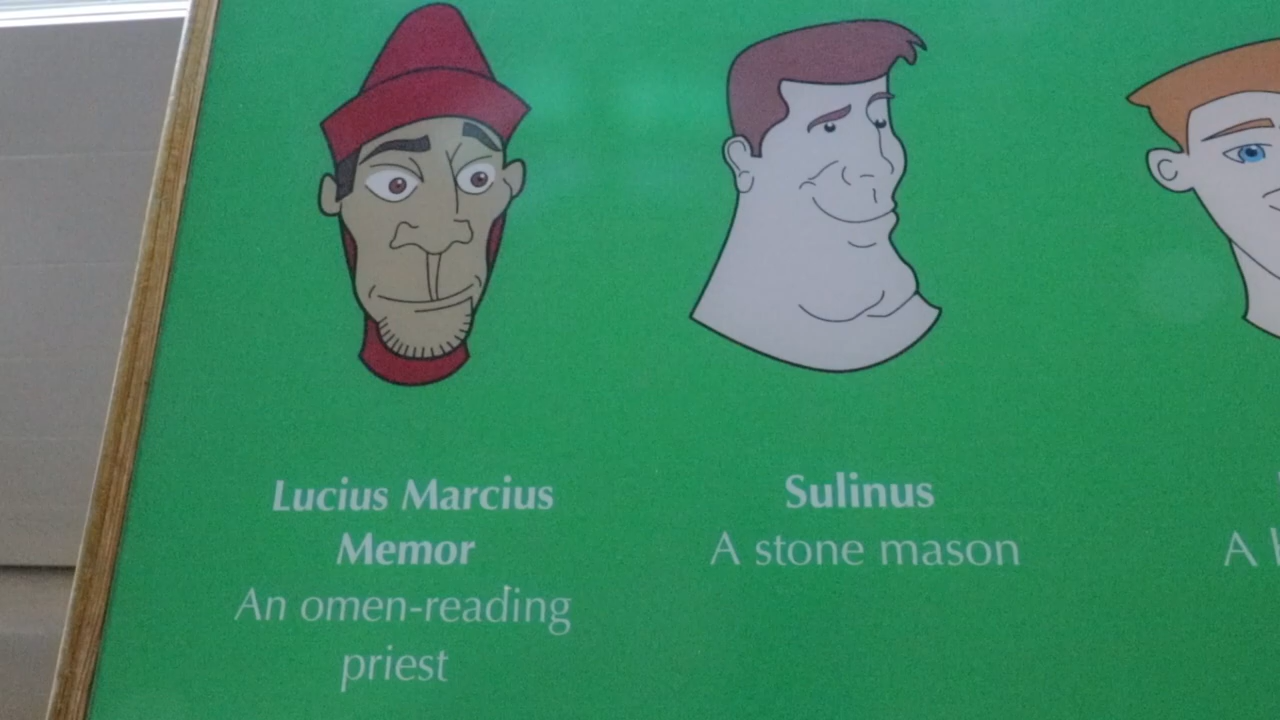 Lucius Marcius
Memor
An omen-reading
priest
Sulinus
A stone mason
A